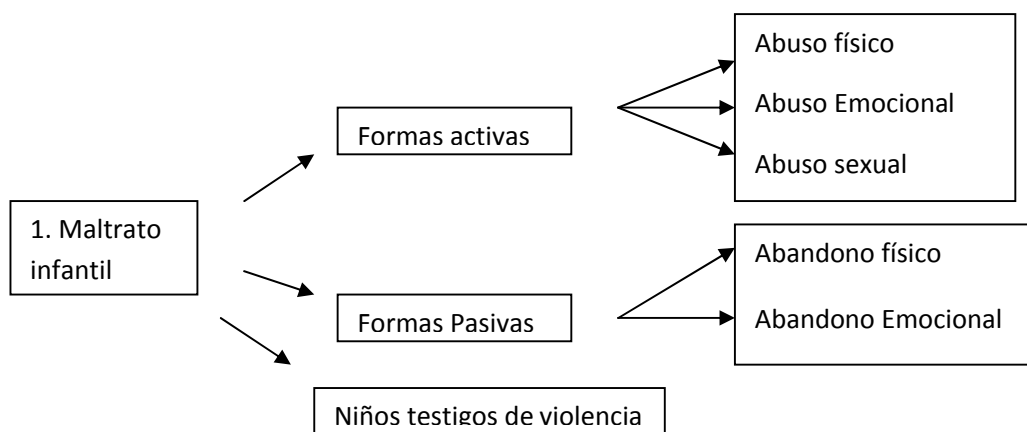 Abuso físico
Abuso Emocional
Abuso sexual
Formas activas
1. Maltrato
infantil
Abandono físico
Abandono Emocional
Formas Pasivas
Niños testigos de violencia